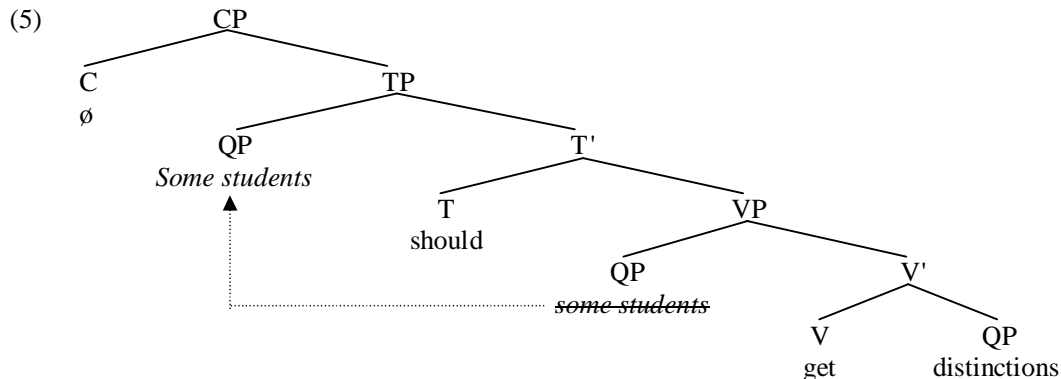 (5) CP
C TP
ø
QP T'
Some students
T VP
should
QP V'
some students
V QP
get distinctions